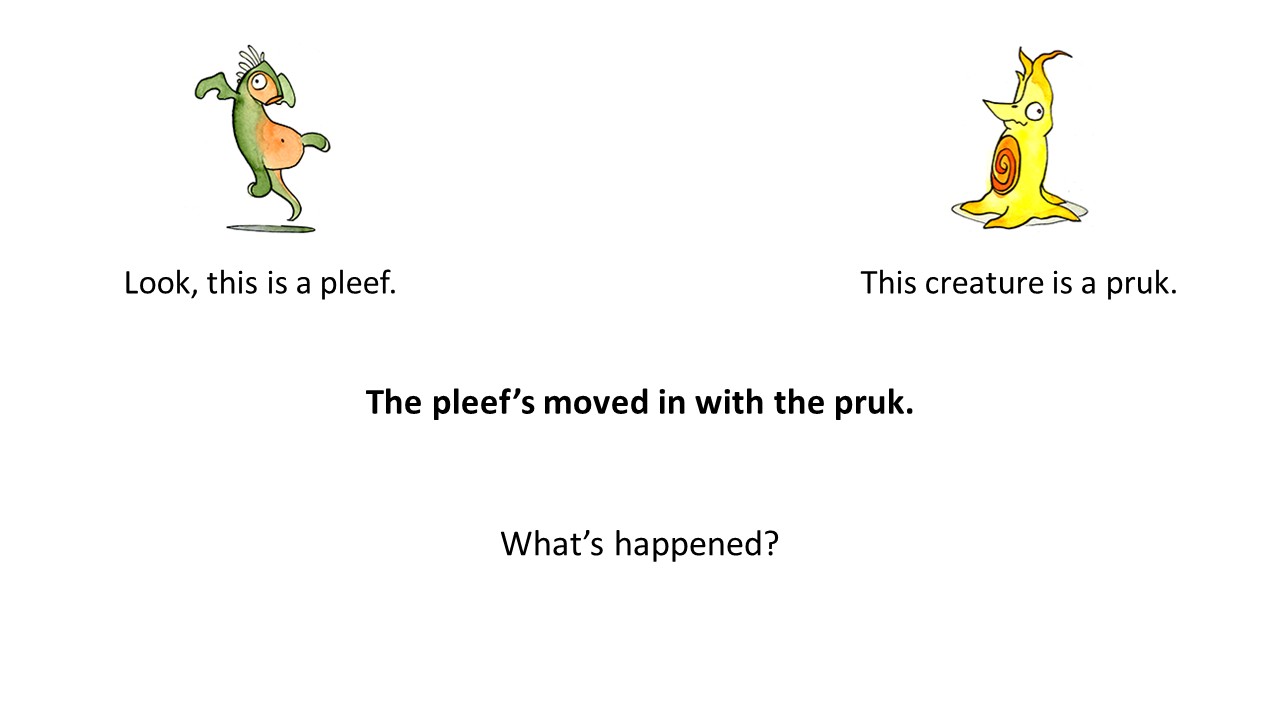 Look, this is a pleef.
This creature is a pruk.
The pleef’s moved in with the pruk.
What’s happened?